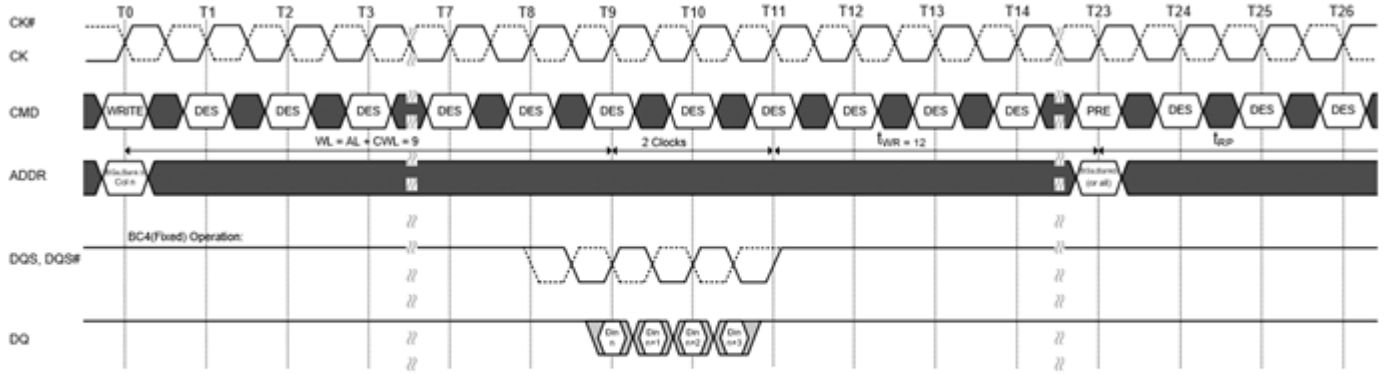 T0 T1 T2 T3 T7 T8 T9 T10 T11 T12 T13 T14 T23 T24 T25 T26
CK#
CK
CMD WRITE DES DES DES DES DES DES DES DES DES DES DES PRE DES DES DES
WL = AL + CWL = 9 2 Clocks tWR = 12 tRP
ADDR
Col n (or all)
BC4(Fixed) Operation:
DQS, DQS#
DQ
Din Din Din Din
n n+1 n+2 n+3